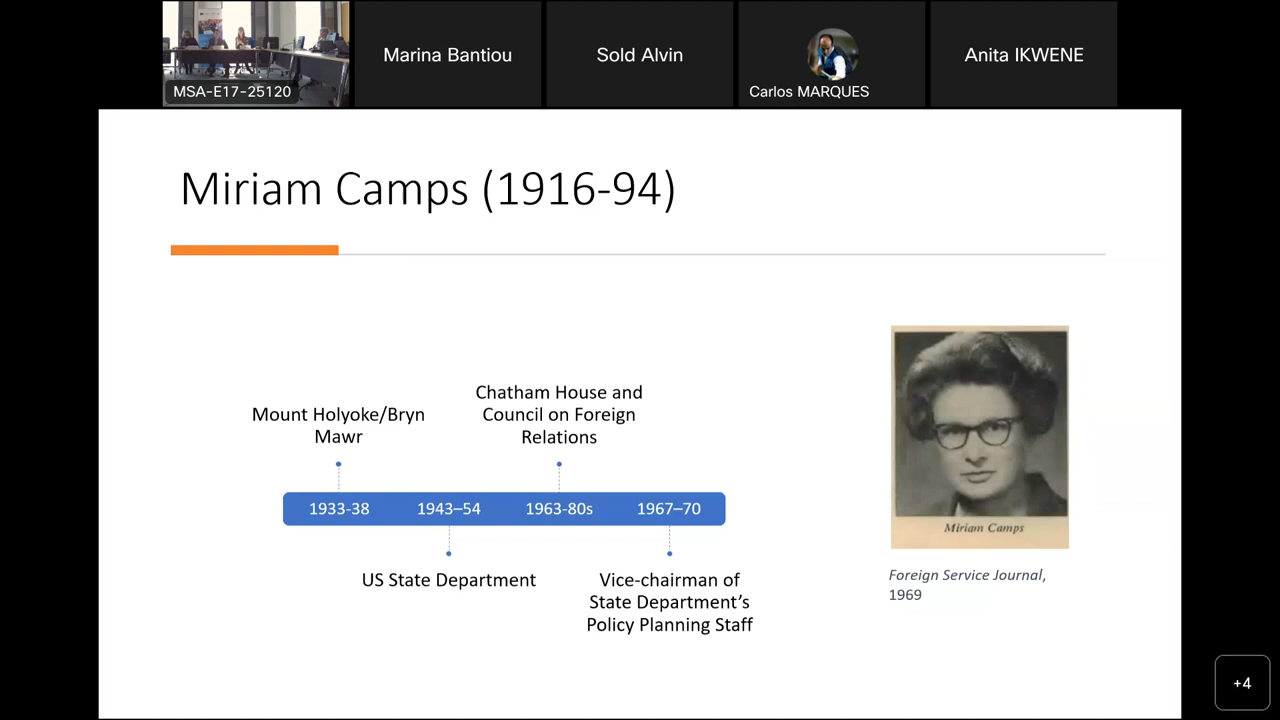 MSA-E17-25120
Marina Bantiou
Sold Alvin
Carlos MARQUES
Anita IKWENE
Miriam Camps (1916-94)
Mount Holyoke/Bryn
Mawr
Chatham House and
Council on Foreign
Relations
1933-38
1943–54
1963-80s
1967–70
US State Department
Vice-chairman of
State Department’s
Policy Planning Staff
Miriam Camps
Foreign Service Journal,
1969
+4